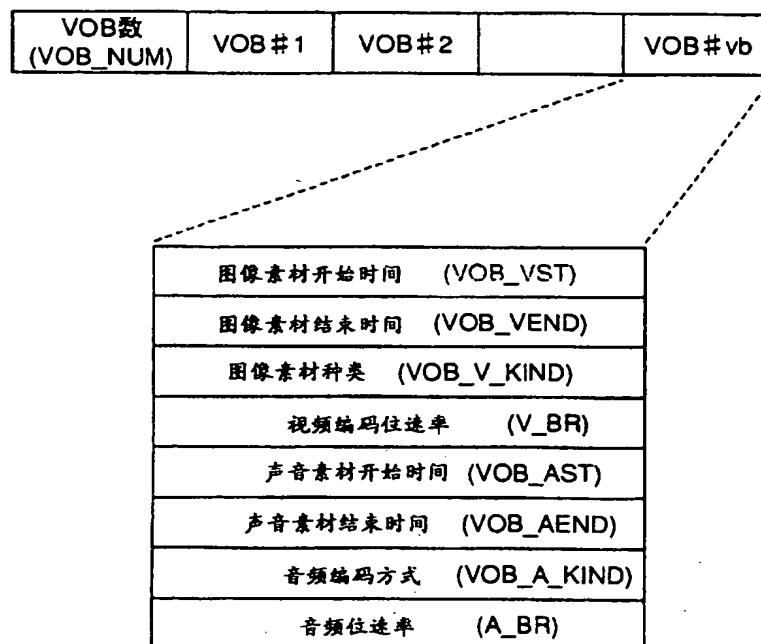 VOB数
(VOB_NUM)
VOB#1
VOB#2
VOB#vb
图像素材开始时间 (VOB_VST)
图像素材结束时间 (VOB_VEND)
图像素材种类 (VOB_V_KIND)
视频编码位速率 (V_BR)
声音素材开始时间 (VOB_AST)
声音素材结束时间 (VOB_AEND)
音频编码方式 (VOB_A_KIND)
音频位速率 (A_BR)